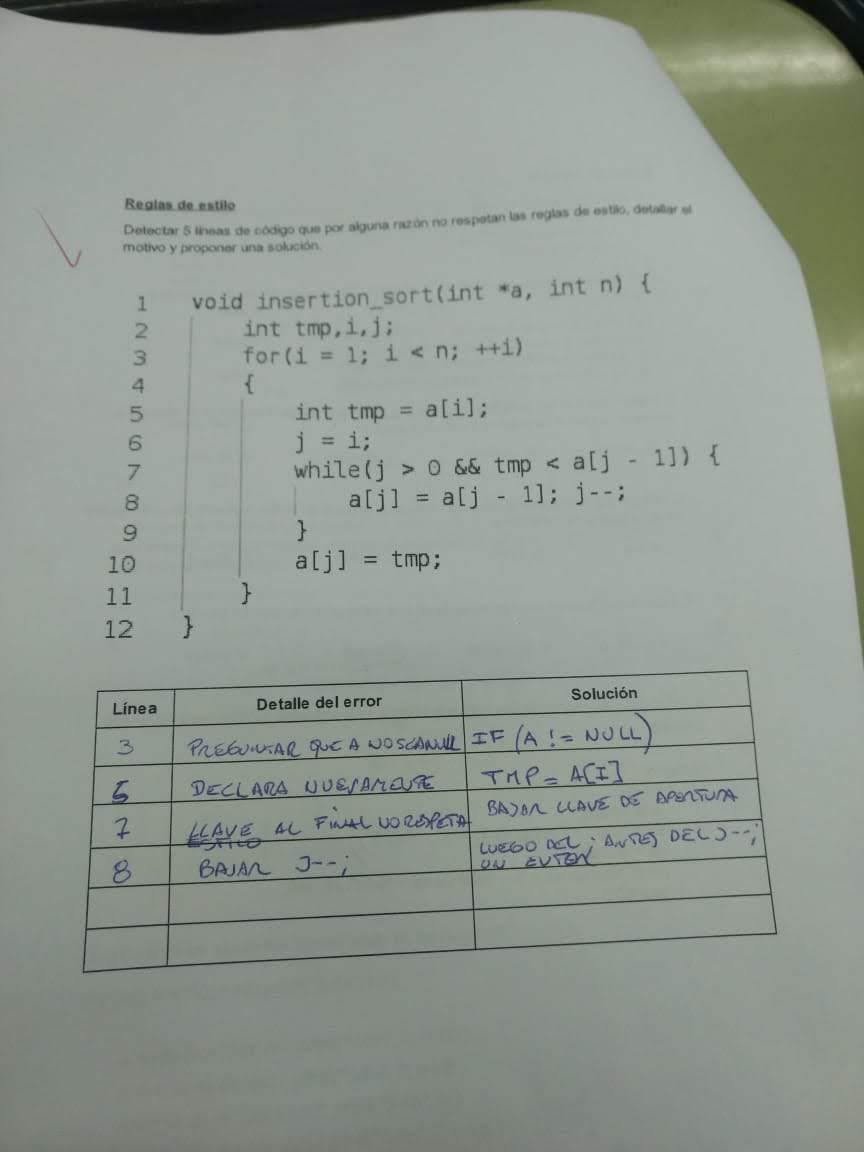 Reglas de estilo
Detectar 5 líneas de código que por alguna razón no respetan las reglas de estilo, detallar el
motivo y proponer una solución.
1 void insertion_sort(int *a, int n) {
2 int tmp,i,j;
3 for(i = 1; i < n; ++i)
4 {
5 int tmp = a[i];
6 j = i;
7 while(j > 0 && tmp < a[j - 1]) {
8 a[j] = a[j - 1]; j--;
9 }
10 a[j] = tmp;
11 }
12 }
Línea Detalle del error Solución
3 PREGUNTAR QUE A NO SEA NULL IF (A != NULL)
5 DECLARA NUEVAMENTE TMP = A[I]
7 LLAVE AL FINAL NO RESPETA BAJAR LLAVE DE APERTURA
ESTILO
8 BAJAR J--; LUEGO DEL ; ANTES DEL J--;
UN ENTER